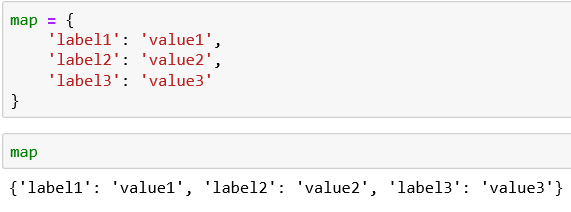 map = {
    'label1': 'value1',
    'label2': 'value2',
    'label3': 'value3'
}
map
{'label1': 'value1', 'label2': 'value2', 'label3': 'value3'}